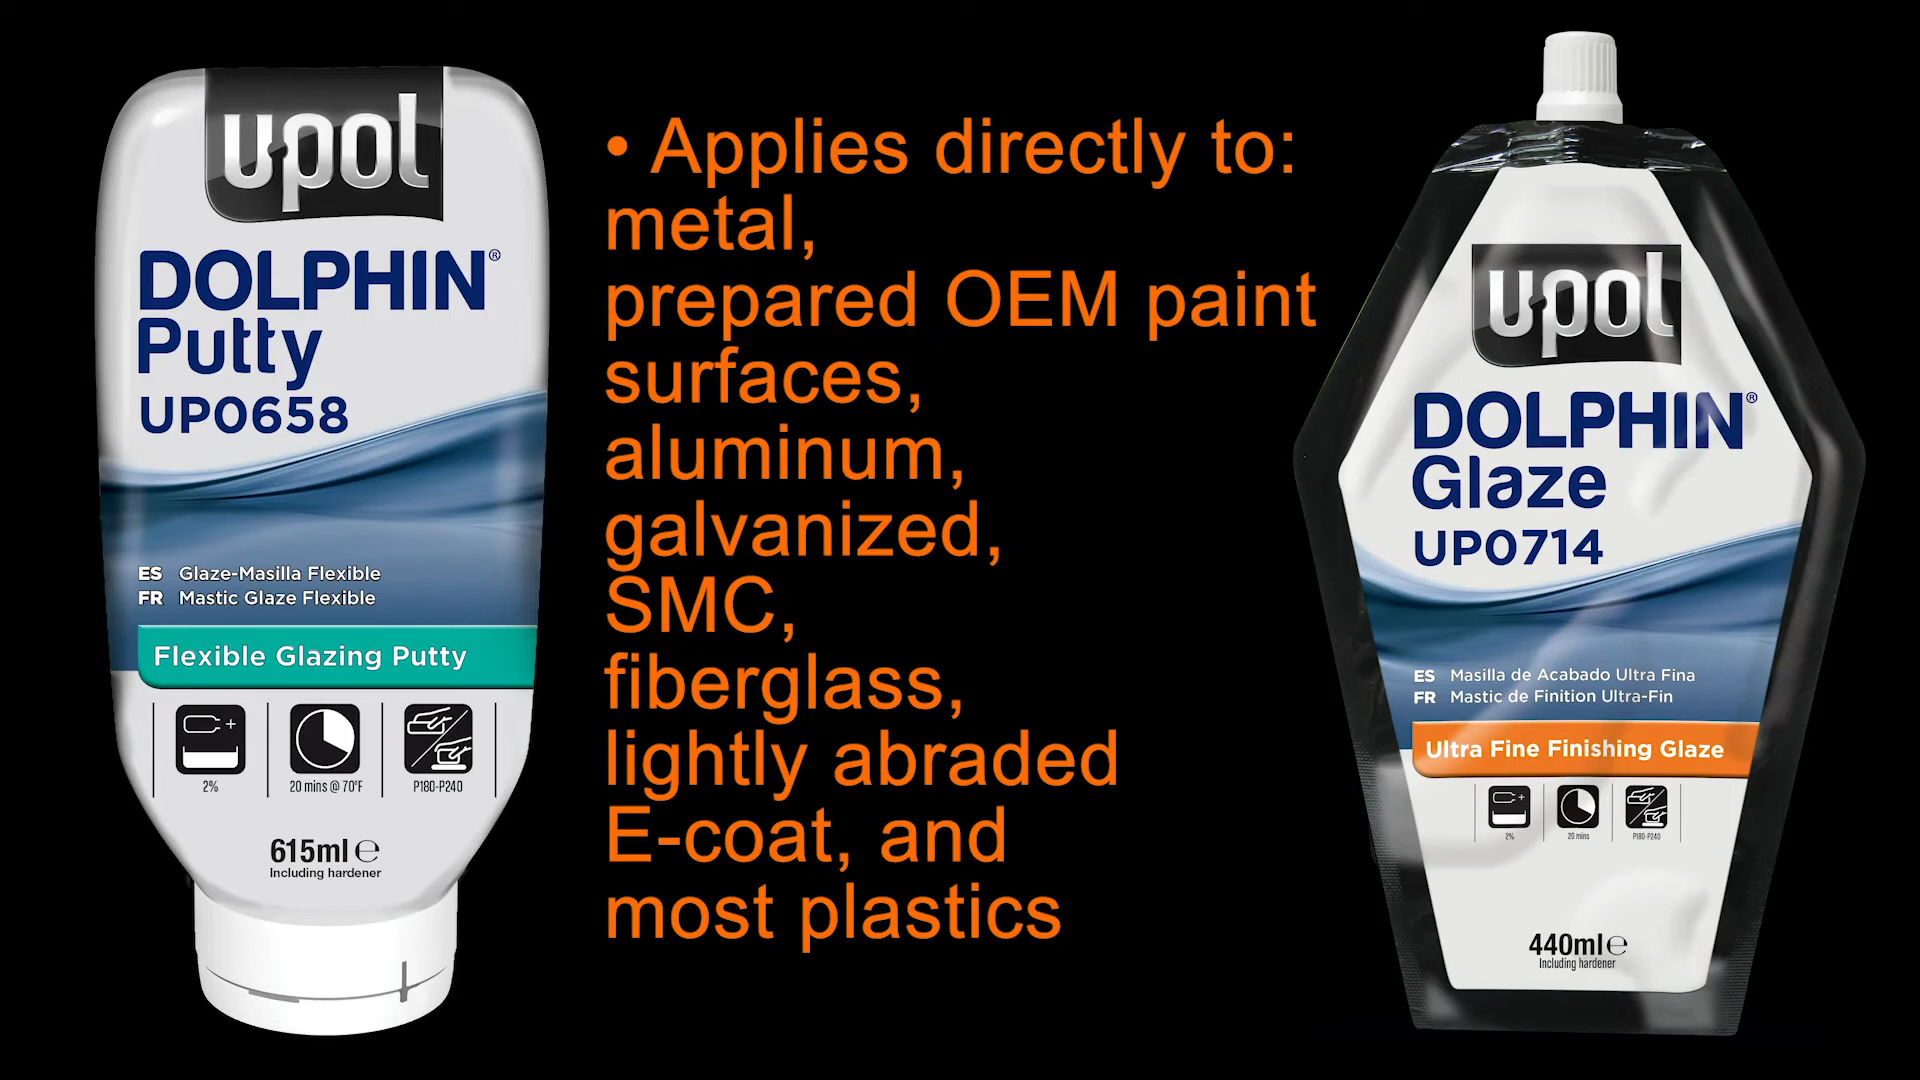 upol
DOLPHIN®
Putty
UP0658
ES Glaze-Masilla Flexible
FR Mastic Glaze Flexible
Flexible Glazing Putty
2%
20 mins @ 70°F
P180-P240
615ml e
Including hardener
• Applies directly to:
metal,
prepared OEM paint
surfaces,
aluminum,
galvanized,
SMC,
fiberglass,
lightly abraded
E-coat, and
most plastics
upol
DOLPHIN®
Glaze
UP0714
ES Masilla de Acabado Ultra Fina
FR Mastic de Finition Ultra-Fin
Ultra Fine Finishing Glaze
2%
20 mins
P180-P240
440ml e
Including hardener